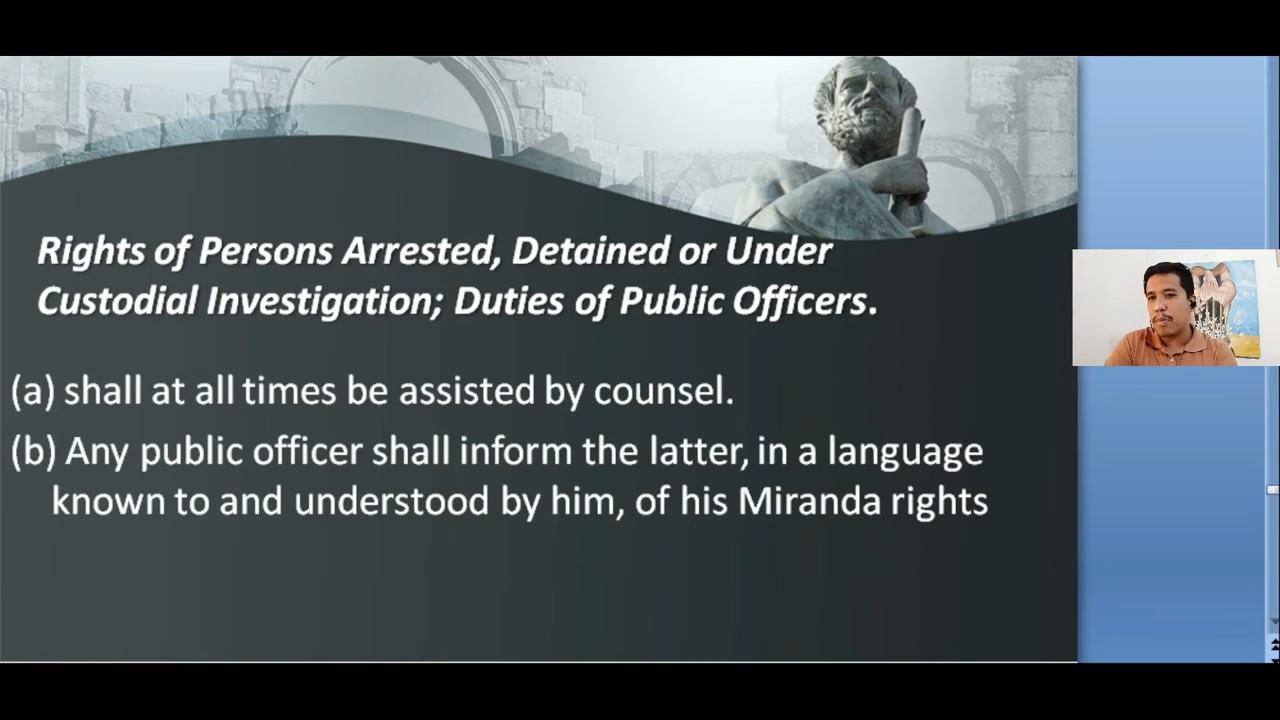 Rights of Persons Arrested, Detained or Under
Custodial Investigation; Duties of Public Officers.
(a) shall at all times be assisted by counsel.
(b) Any public officer shall inform the latter, in a language
known to and understood by him, of his Miranda rights